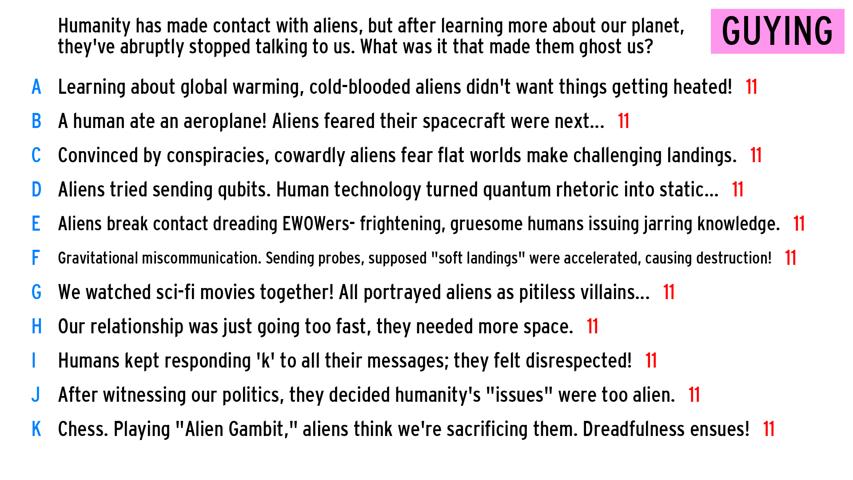 Humanity has made contact with aliens, but after learning more about our planet,
they've abruptly stopped talking to us. What was it that made them ghost us?
GUYING
A Learning about global warming, cold-blooded aliens didn't want things getting heated! 11
B A human ate an aeroplane! Aliens feared their spacecraft were next... 11
C Convinced by conspiracies, cowardly aliens fear flat worlds make challenging landings. 11
D Aliens tried sending qubits. Human technology turned quantum rhetoric into static... 11
E Aliens break contact dreading EWOWers- frightening, gruesome humans issuing jarring knowledge. 11
F Gravitational miscommunication. Sending probes, supposed "soft landings" were accelerated, causing destruction! 11
G We watched sci-fi movies together! All portrayed aliens as pitiless villains... 11
H Our relationship was just going too fast, they needed more space. 11
I Humans kept responding 'k' to all their messages; they felt disrespected! 11
J After witnessing our politics, they decided humanity's "issues" were too alien. 11
K Chess. Playing "Alien Gambit," aliens think we're sacrificing them. Dreadfulness ensues! 11